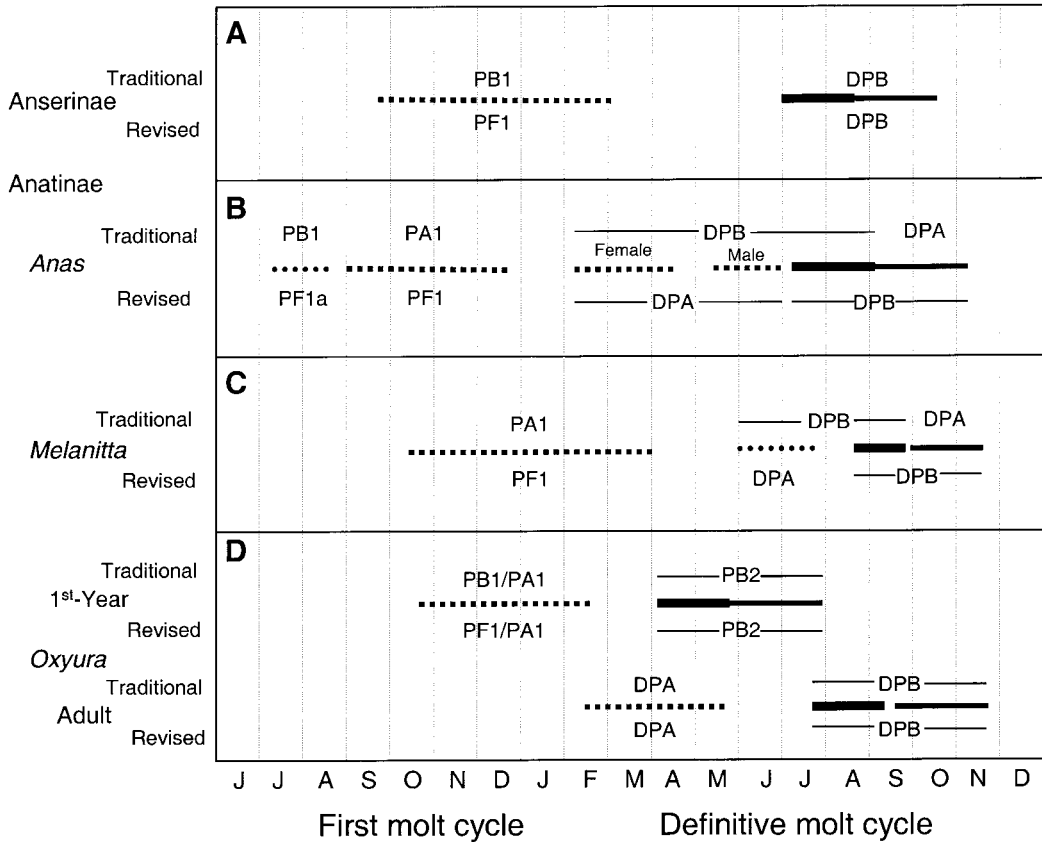 A
Traditional PB1 DPB
Anserinae
Revised PF1 DPB
Anatinae
B
Traditional PB1 PA1 DPB DPA
Female Male
Anas
Revised PF1a PF1 DPA DPB
C
Traditional PA1 DPB DPA
Melanitta
Revised PF1 DPA DPB
D
Traditional PB1/PA1 PB2
1st-Year
Revised PF1/PA1 PB2
Oxyura
Traditional DPA DPB
Adult
Revised DPA DPB
J J A S O N D J F M A M J J A S O N D
First molt cycle Definitive molt cycle